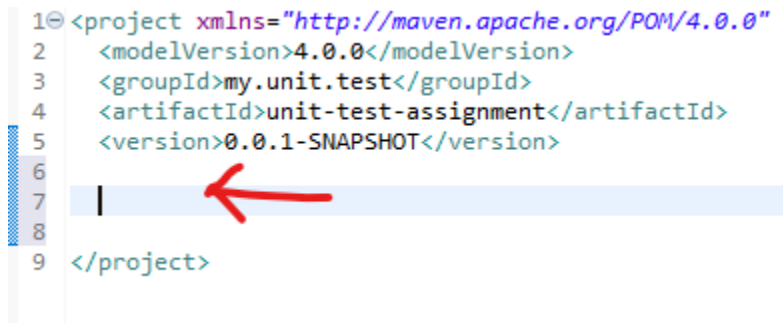 1 <project xmlns="http://maven.apache.org/POM/4.0.0"
2 <modelVersion>4.0.0</modelVersion>
3 <groupId>my.unit.test</groupId>
4 <artifactId>unit-test-assignment</artifactId>
5 <version>0.0.1-SNAPSHOT</version>
6
7
8
9 </project>